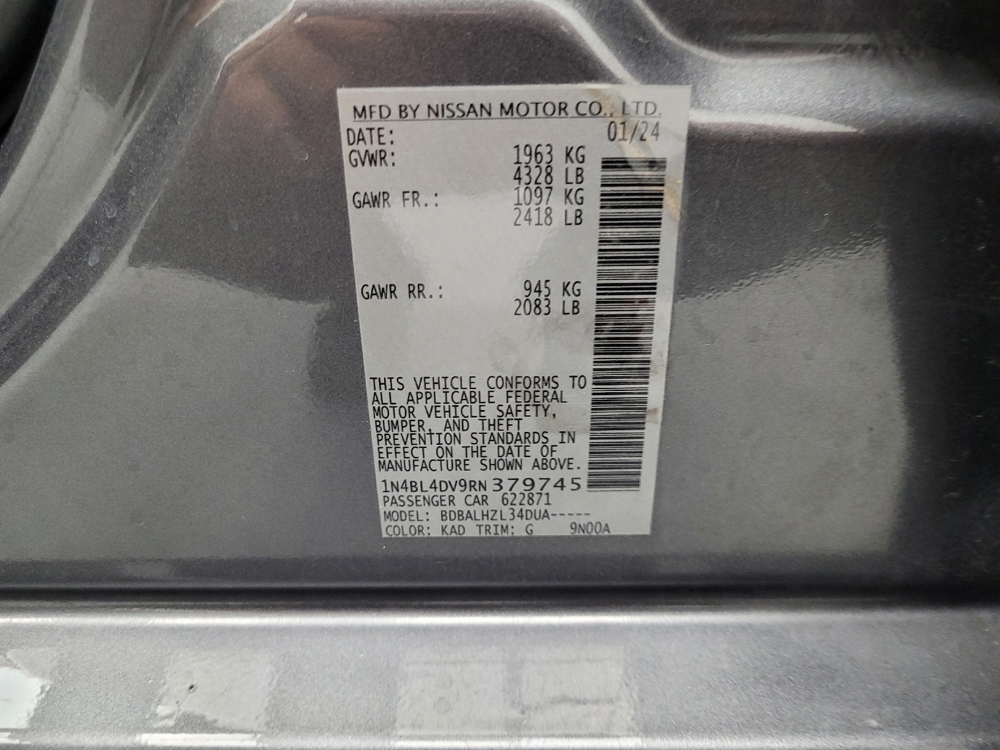 MFD BY NISSAN MOTOR CO., LTD.
DATE: 01/24
GVWR: 1963 KG
4328 LB
GAWR FR.: 1097 KG
2418 LB
GAWR RR.: 945 KG
2083 LB
THIS VEHICLE CONFORMS TO
ALL APPLICABLE FEDERAL
MOTOR VEHICLE SAFETY,
BUMPER, AND THEFT
PREVENTION STANDARDS IN
EFFECT ON THE DATE OF
MANUFACTURE SHOWN ABOVE.
1N4BL4DV9RN379745
PASSENGER CAR 622871
MODEL: BDBALHZL34DUA-----
COLOR: KAD TRIM: G 9N00A